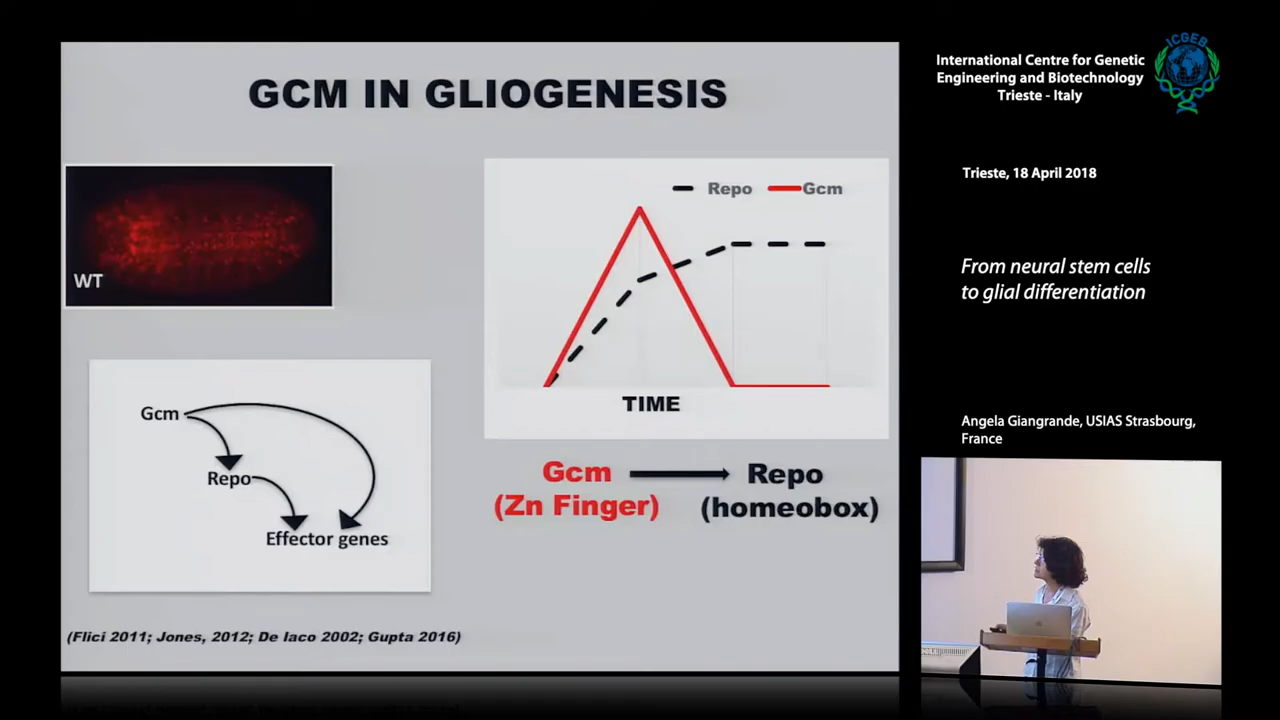 GCM IN GLIOGENESIS
WT
Repo Gcm
TIME
Gcm
Repo
Effector genes
Gcm Repo
(Zn Finger) (homeobox)
(Flici 2011; Jones, 2012; De Iaco 2002; Gupta 2016)
International Centre for Genetic
Engineering and Biotechnology
Trieste - Italy
ICGEB
Trieste, 18 April 2018
From neural stem cells
to glial differentiation
Angela Giangrande, USIAS Strasbourg,
France